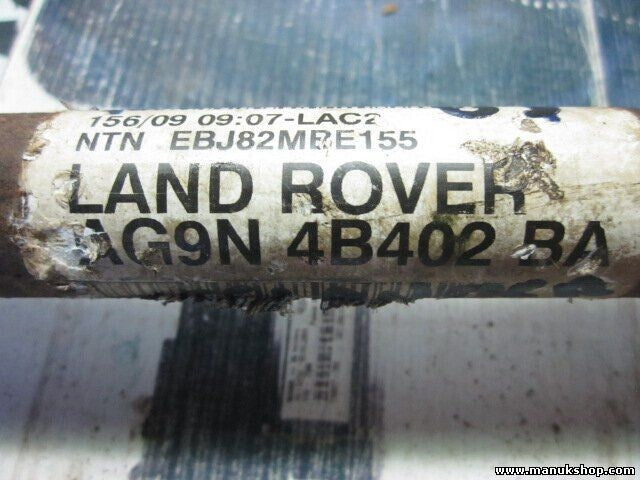 156/09 09:07-LAC2
NTN EBJ82MBE155
LAND ROVER
AG9N 4B402 BA
www.manukshop.com